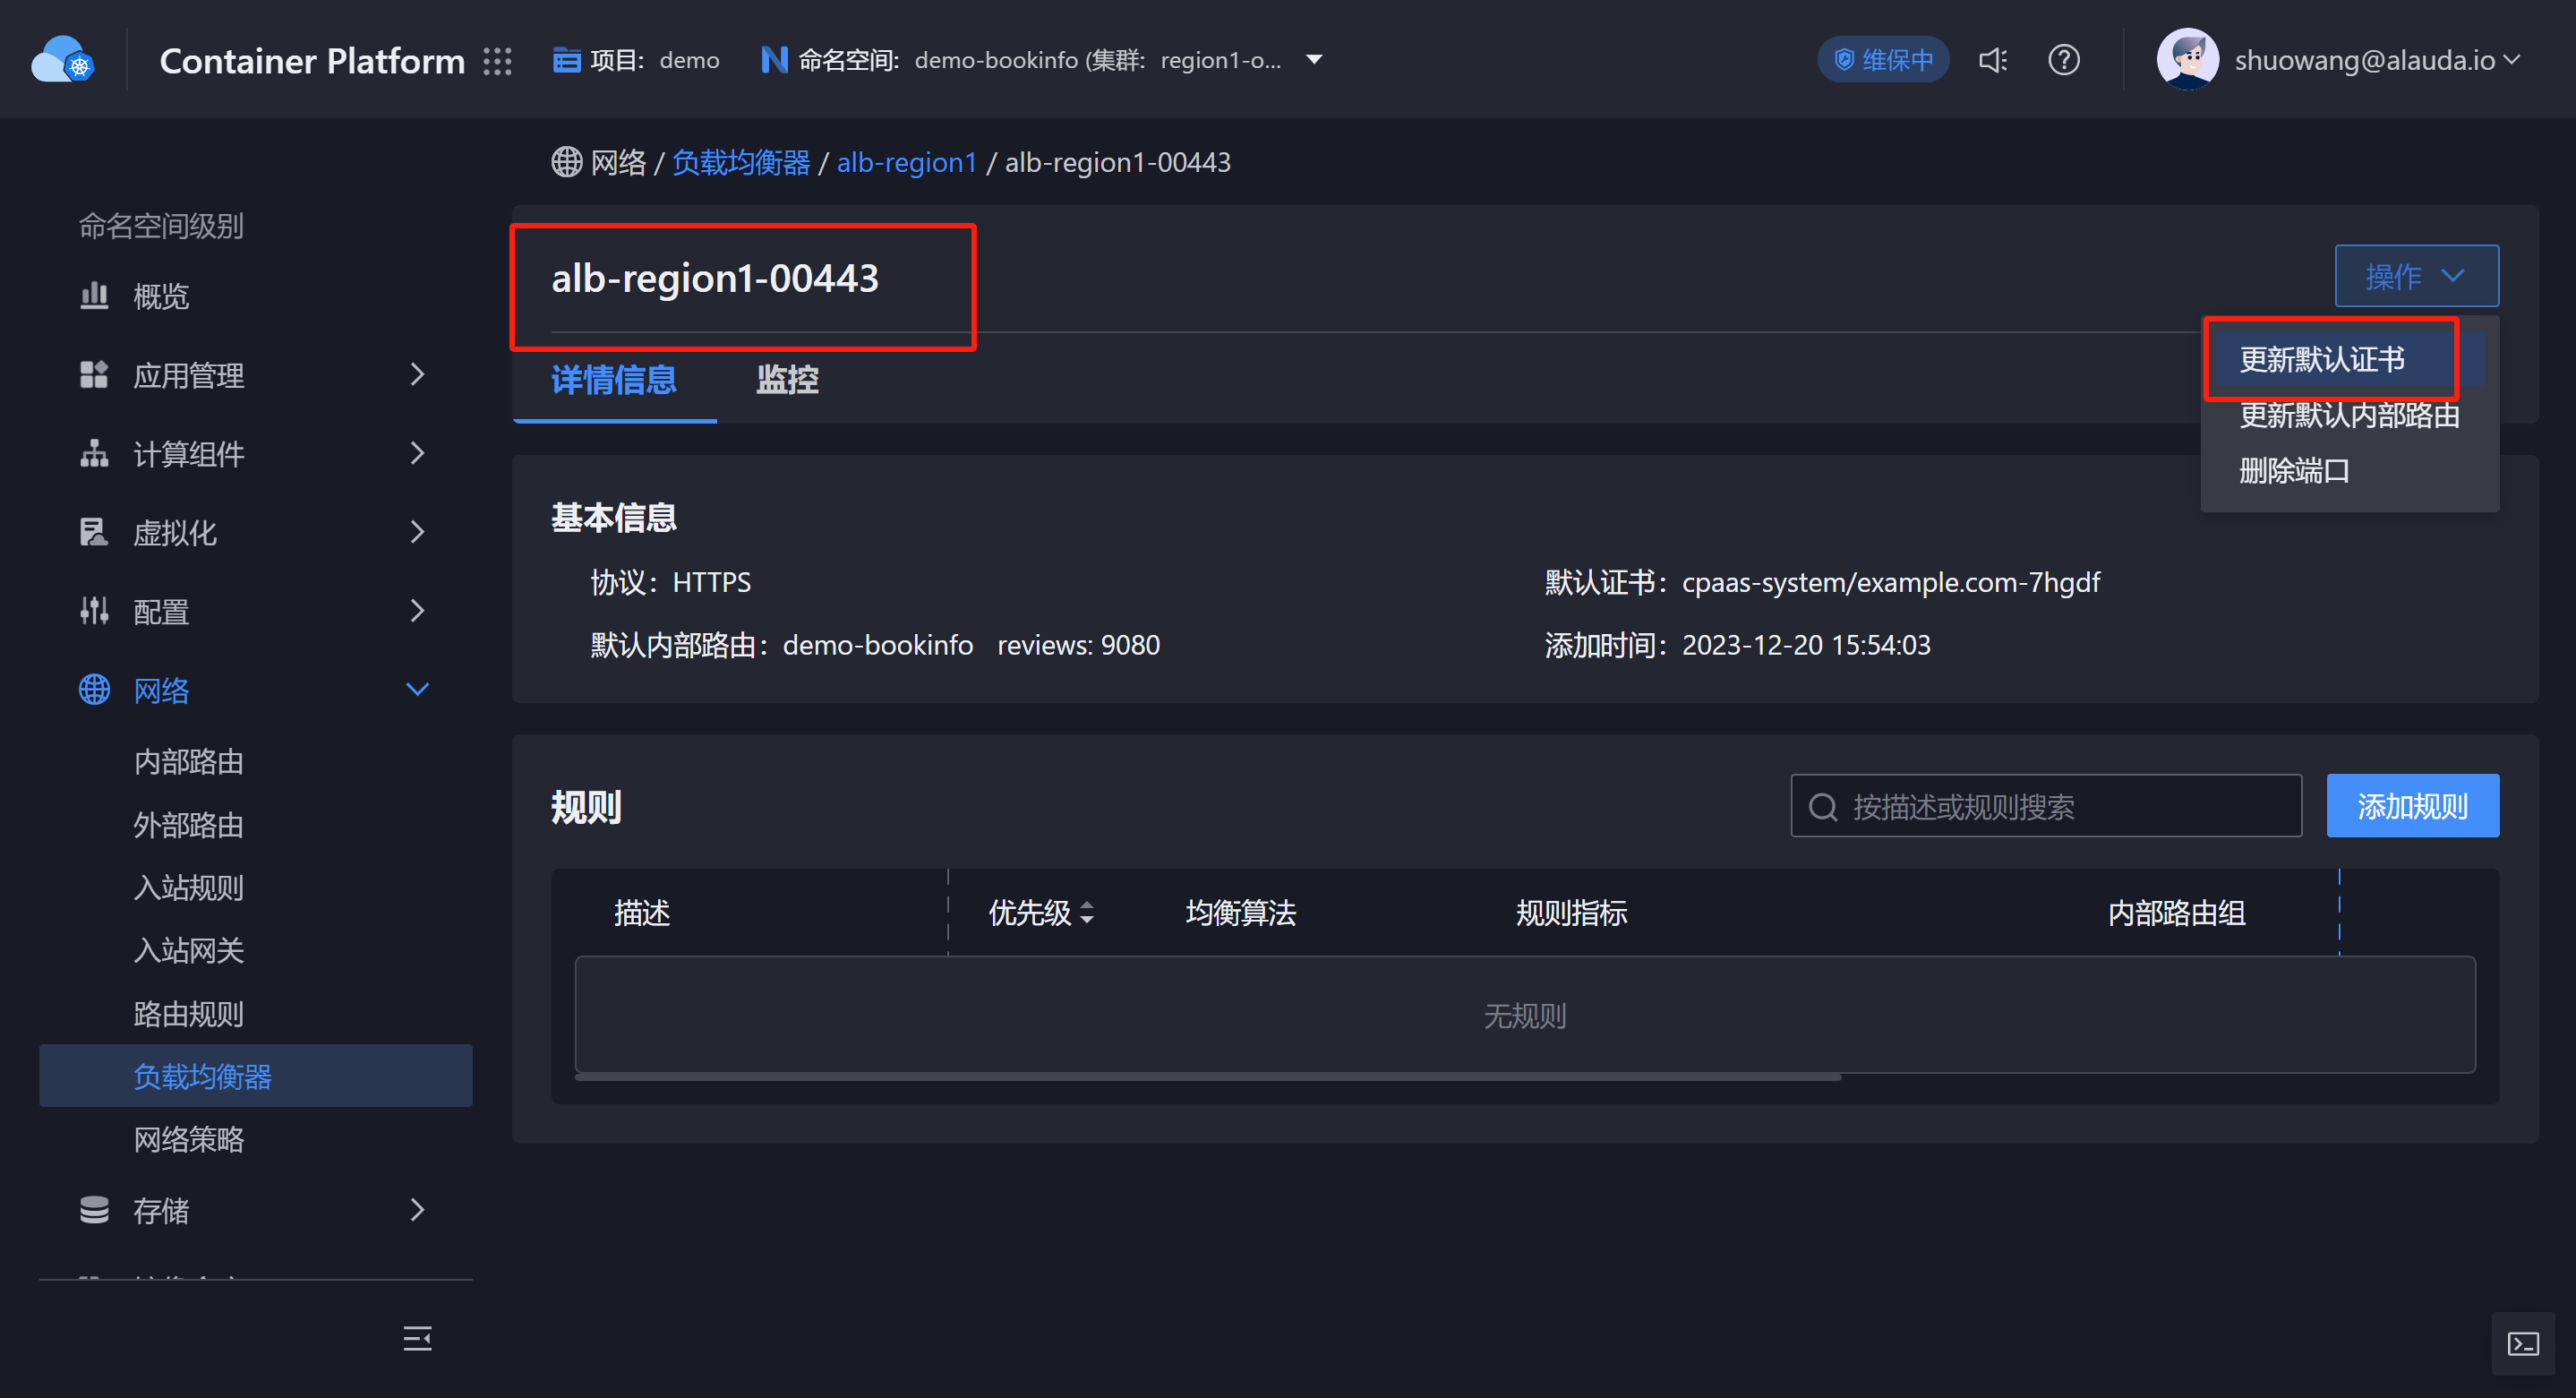 Container Platform
项目: demo
命名空间: demo-bookinfo (集群: region1-o...
维保中
shuowang@alauda.io
网络 / 负载均衡器 / alb-region1 / alb-region1-00443
命名空间级别
概览
应用管理
计算组件
虚拟化
配置
网络
内部路由
外部路由
入站规则
入站网关
路由规则
负载均衡器
网络策略
存储
alb-region1-00443
操作
更新默认证书
更新默认内部路由
删除端口
详情信息
监控
基本信息
协议：HTTPS
默认证书：cpaas-system/example.com-7hgdf
默认内部路由：demo-bookinfo reviews: 9080
添加时间：2023-12-20 15:54:03
规则
按描述或规则搜索
添加规则
描述
优先级
均衡算法
规则指标
内部路由组
无规则